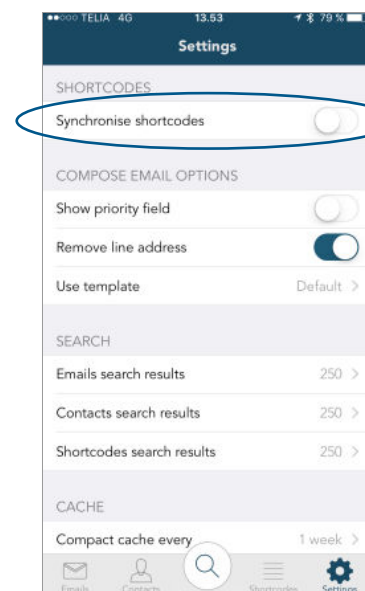 ●●○○○ TELIA 4G 13.53 79 %
Settings
SHORTCODES
Synchronise shortcodes
COMPOSE EMAIL OPTIONS
Show priority field
Remove line address
Use template Default >
SEARCH
Emails search results 250 >
Contacts search results 250 >
Shortcodes search results 250 >
CACHE
Compact cache every 1 week >
Emails Contacts Shortcodes Settings